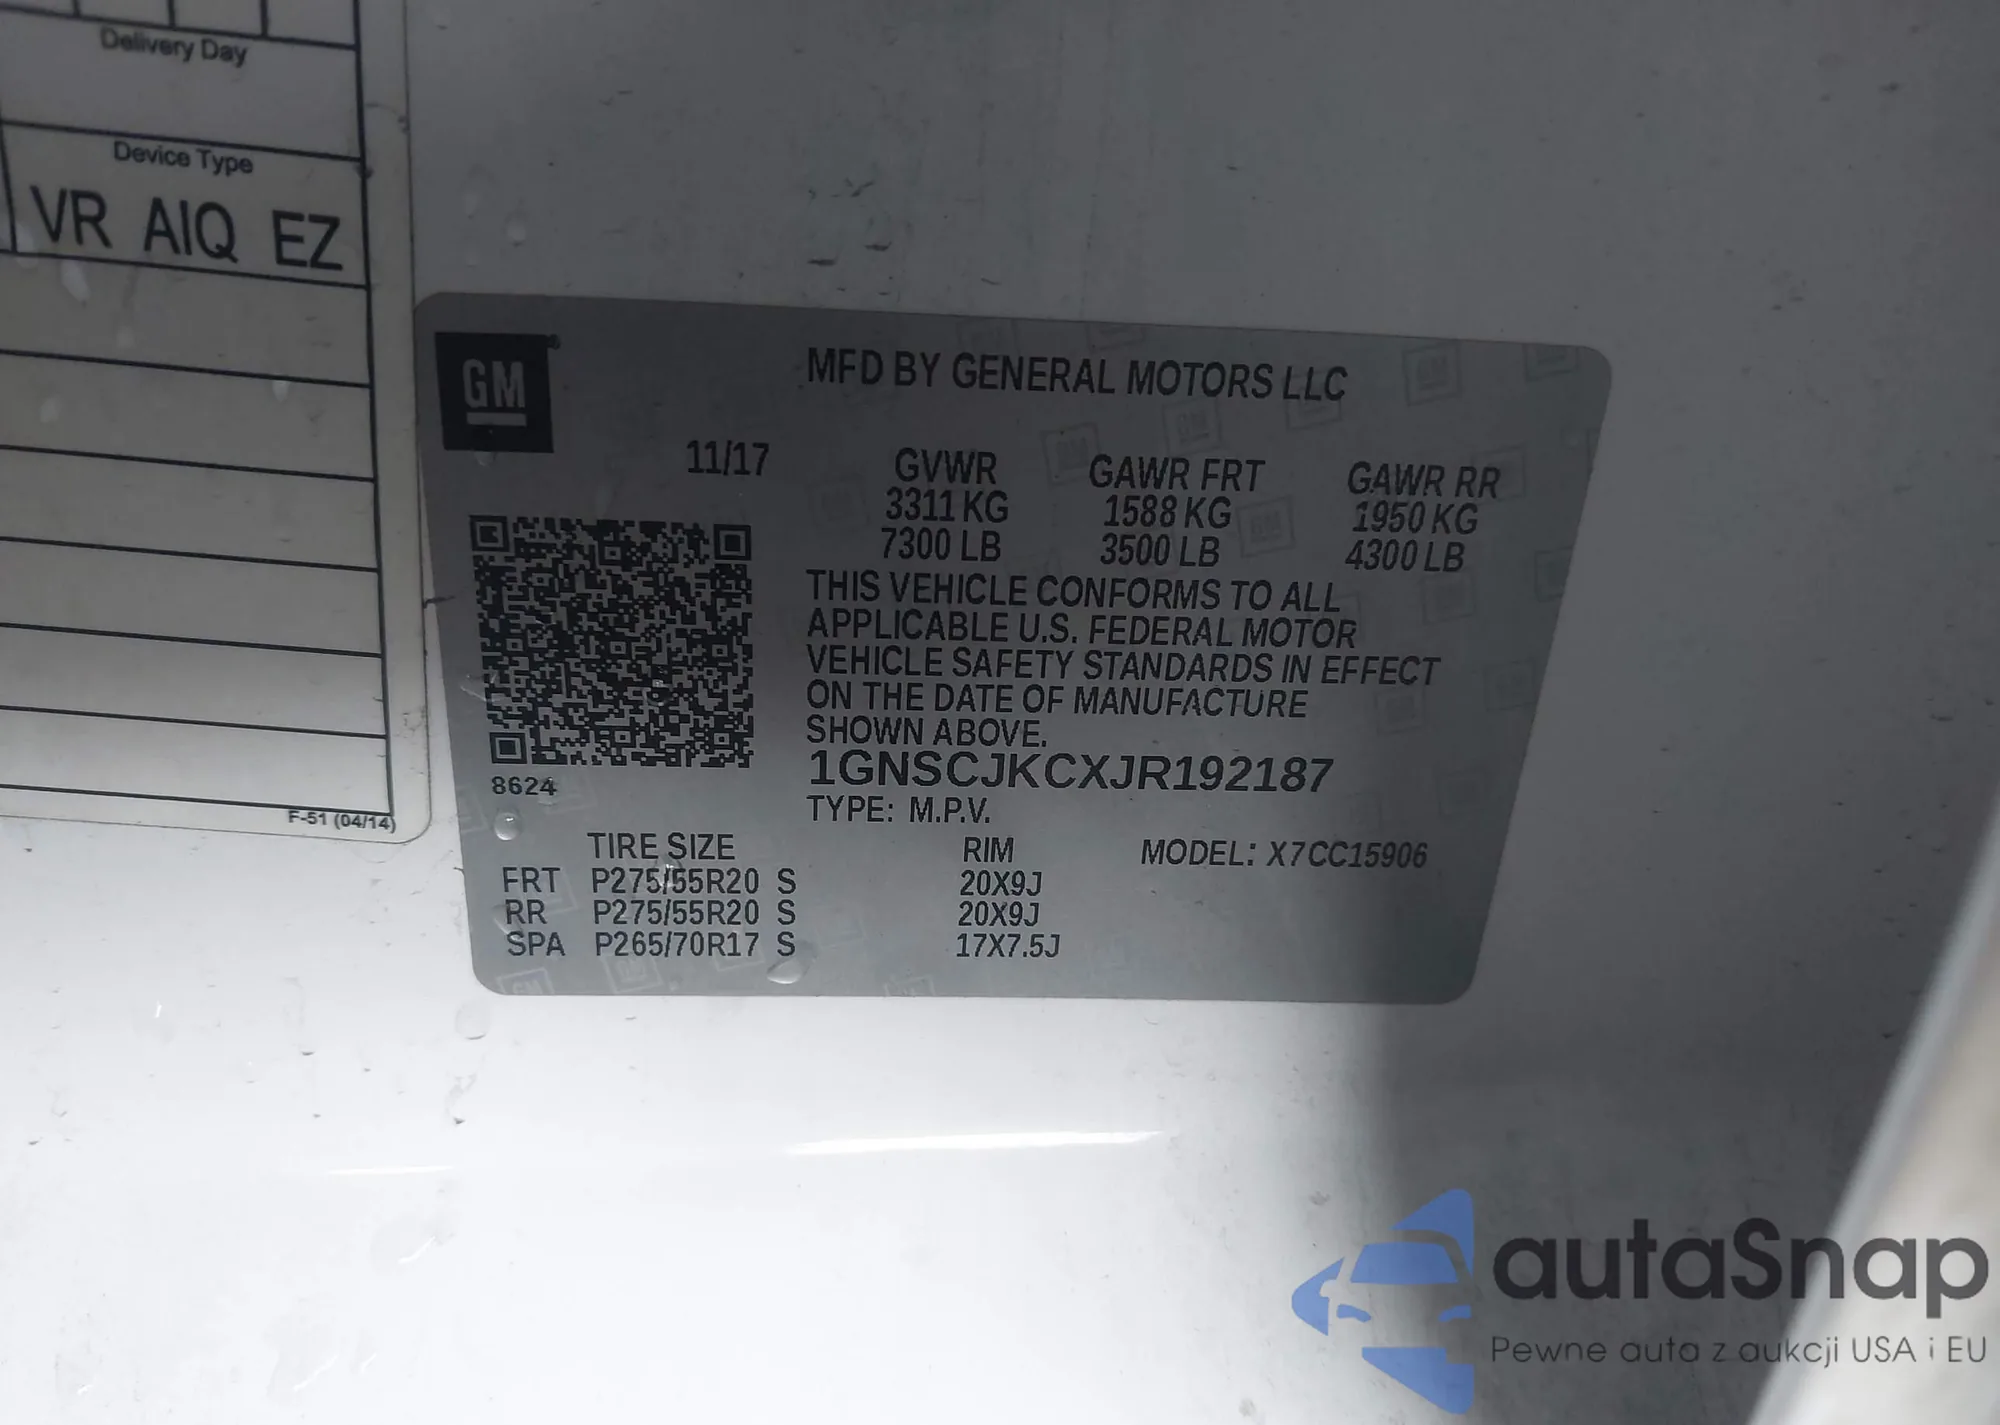 Delivery Day
Device Type
VR AIQ EZ
F-51 (04/14)
GM
MFD BY GENERAL MOTORS LLC
11/17
GVWR GAWR FRT GAWR RR
3311 KG 1588 KG 1950 KG
7300 LB 3500 LB 4300 LB
THIS VEHICLE CONFORMS TO ALL
APPLICABLE U.S. FEDERAL MOTOR
VEHICLE SAFETY STANDARDS IN EFFECT
ON THE DATE OF MANUFACTURE
SHOWN ABOVE.
1GNSCJKCXJR192187
8624
TYPE: M.P.V.
TIRE SIZE RIM MODEL: X7CC15906
FRT P275/55R20 S 20X9J
RR P275/55R20 S 20X9J
SPA P265/70R17 S 17X7.5J
autaSnap
Pewne auta z aukcji USA i EU